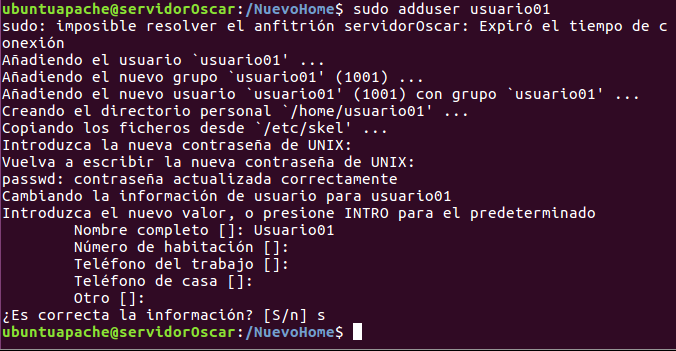 ubuntuapache@servidorOscar:/NuevoHome$ sudo adduser usuario01
sudo: imposible resolver el anfitrión servidorOscar: Expiró el tiempo de c
onexión
Añadiendo el usuario `usuario01' ...
Añadiendo el nuevo grupo `usuario01' (1001) ...
Añadiendo el nuevo usuario `usuario01' (1001) con grupo `usuario01' ...
Creando el directorio personal `/home/usuario01' ...
Copiando los ficheros desde `/etc/skel' ...
Introduzca la nueva contraseña de UNIX:
Vuelva a escribir la nueva contraseña de UNIX:
passwd: contraseña actualizada correctamente
Cambiando la información de usuario para usuario01
Introduzca el nuevo valor, o presione INTRO para el predeterminado
Nombre completo []: Usuario01
Número de habitación []:
Teléfono del trabajo []:
Teléfono de casa []:
Otro []:
¿Es correcta la información? [S/n] s
ubuntuapache@servidorOscar:/NuevoHome$